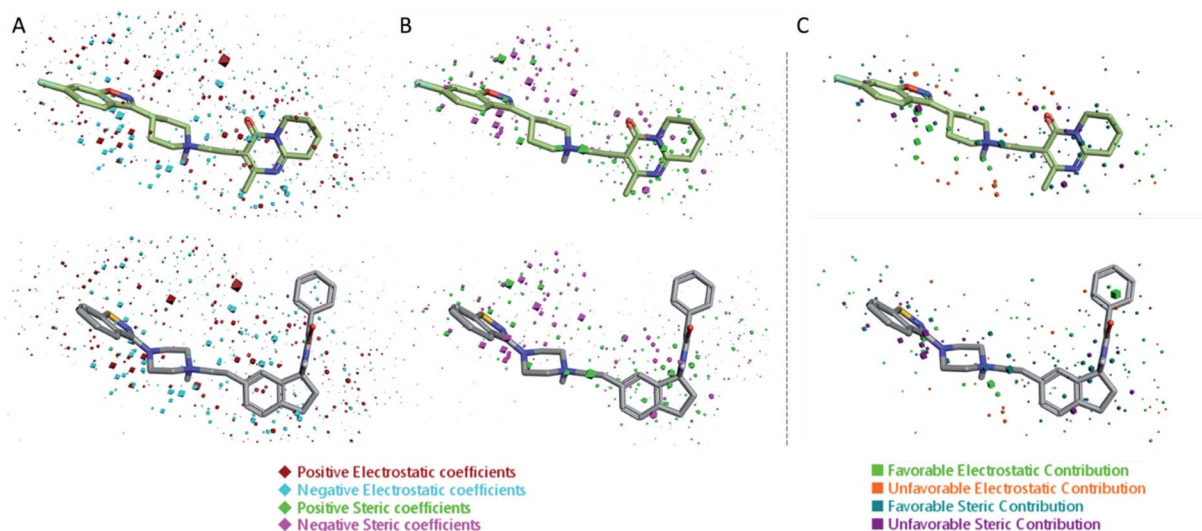 A
B
C
Positive Electrostatic coefficients
Negative Electrostatic coefficients
Positive Steric coefficients
Negative Steric coefficients
Favorable Electrostatic Contribution
Unfavorable Electrostatic Contribution
Favorable Steric Contribution
Unfavorable Steric Contribution